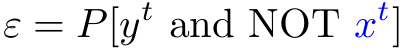 ε = P[y^t and NOT x^t]